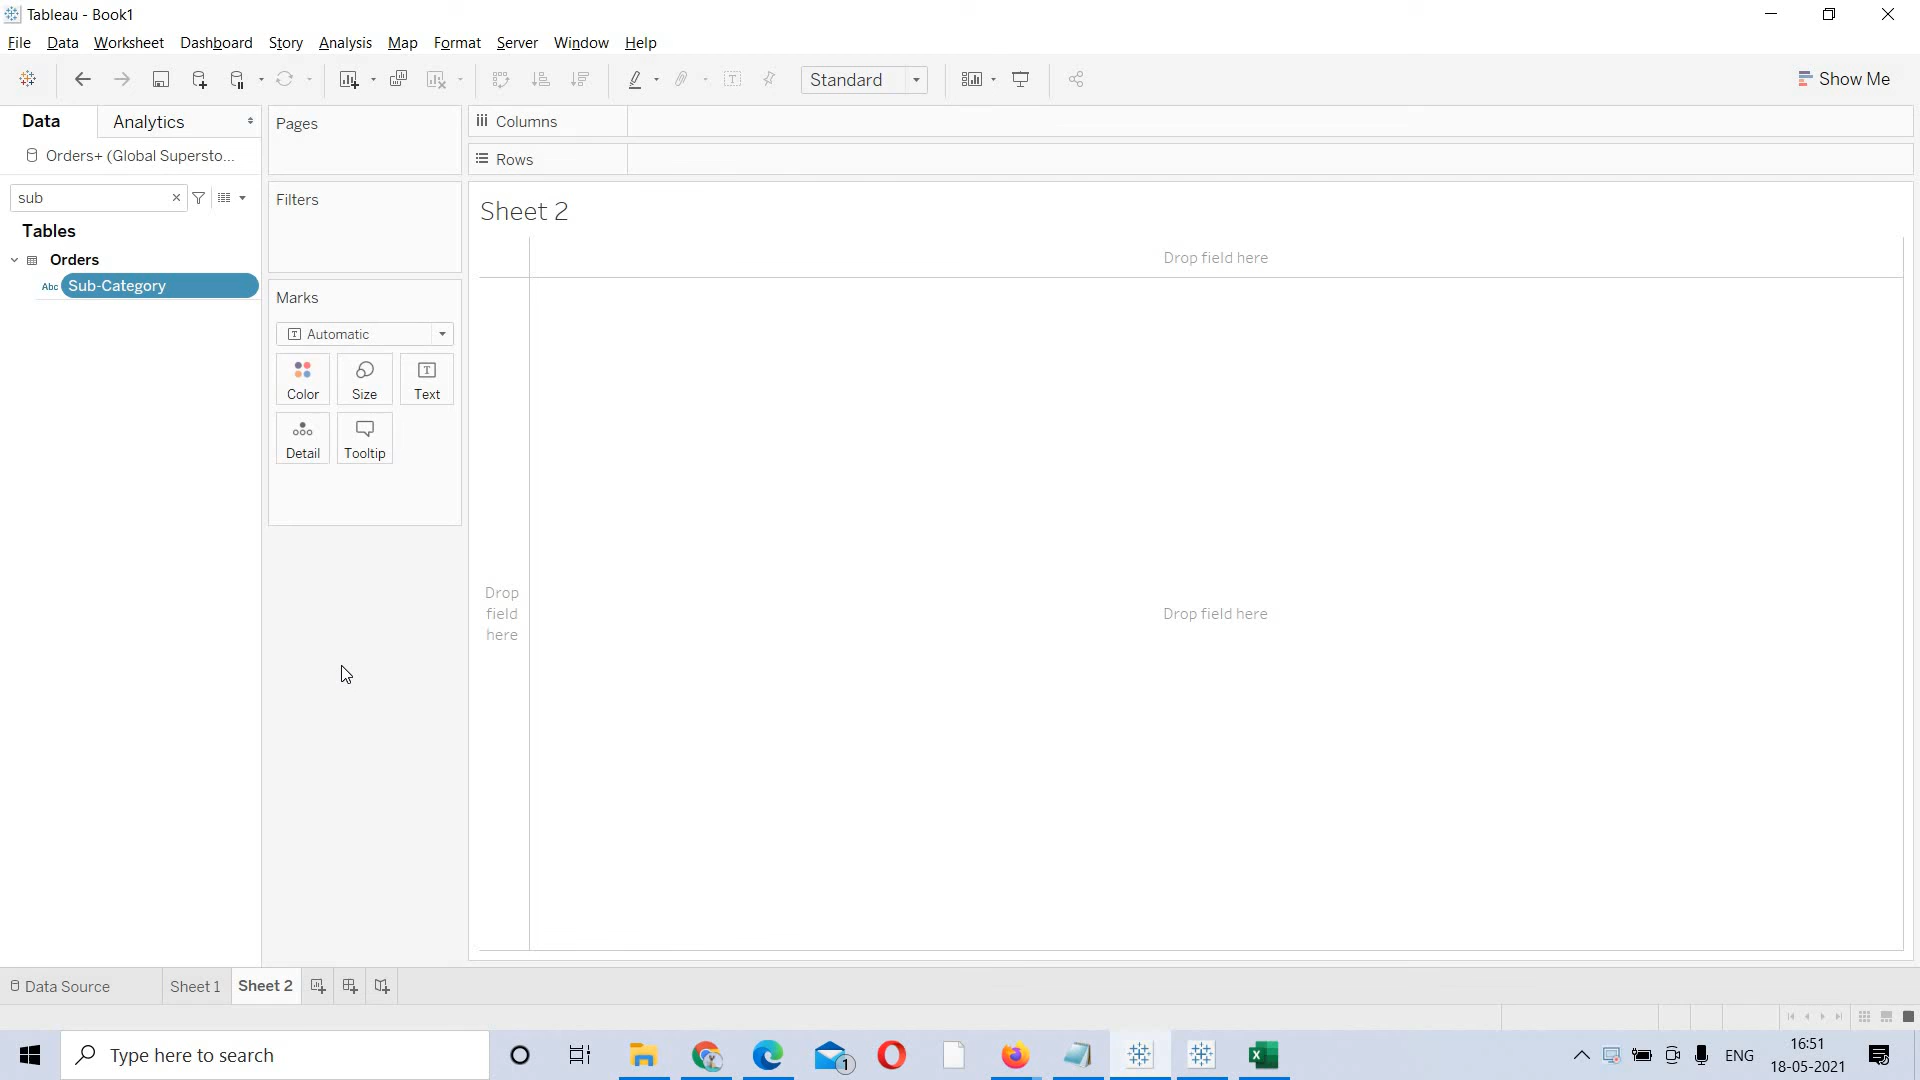 Tableau - Book1
File Data Worksheet Dashboard Story Analysis Map Format Server Window Help
Standard
Show Me
Data Analytics
Pages
Columns
Orders+ (Global Supersto...
Rows
sub
Filters
Sheet 2
Tables
Drop field here
Orders
Abc Sub-Category
Marks
Automatic
Color Size Text
Detail Tooltip
Drop field here
Drop field here
Data Source Sheet 1 Sheet 2
Type here to search
1
ENG
16:51
18-05-2021